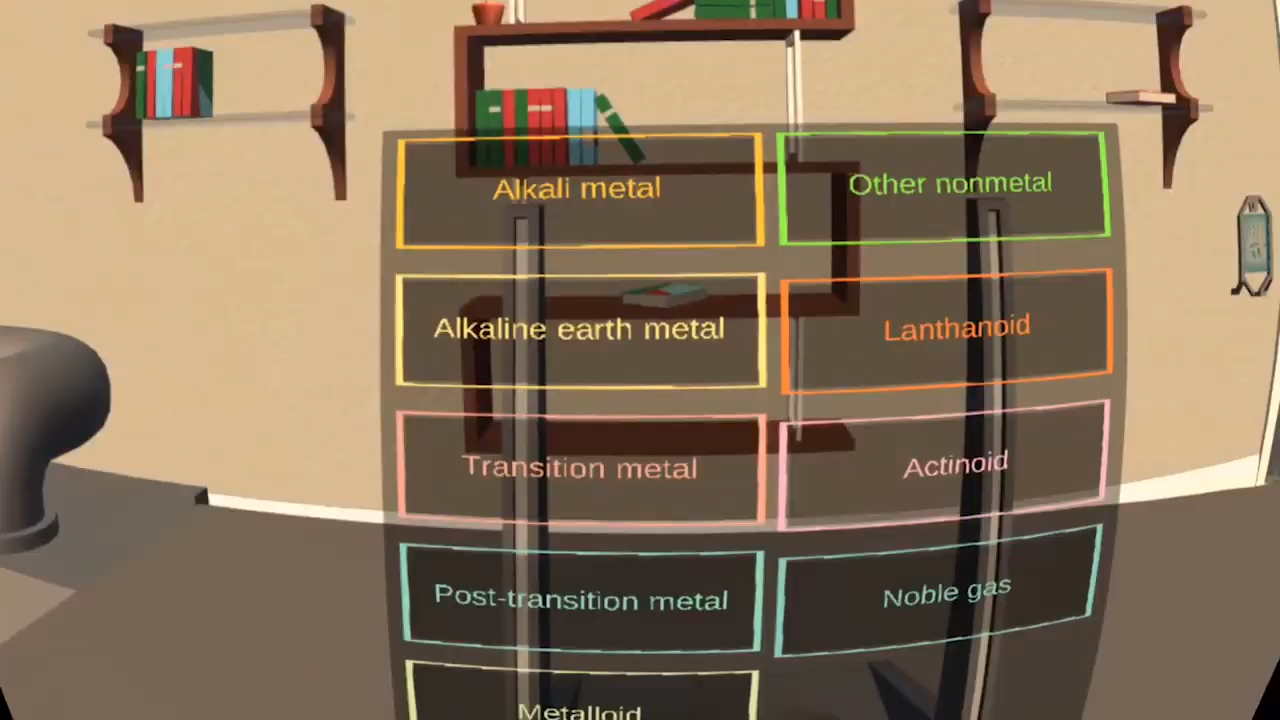 Alkali metal
Other nonmetal
Alkaline earth metal
Lanthanoid
Transition metal
Actinoid
Post-transition metal
Noble gas
Metalloid